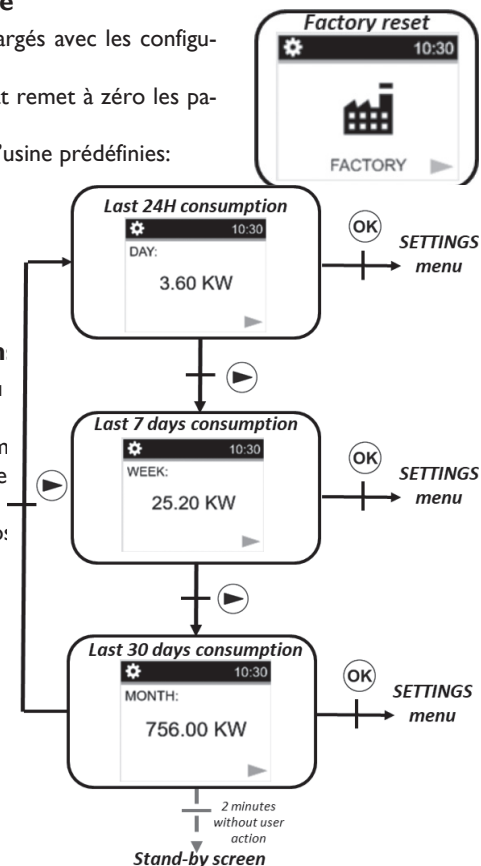 Factory reset
argés avec les configu-
10:30
t remet à zéro les pa-
FACTORY
'usine prédéfinies:
Last 24H consumption
10:30
DAY:
3.60 KW
OK
SETTINGS
menu
Last 7 days consumption
10:30
WEEK:
25.20 KW
OK
SETTINGS
menu
Last 30 days consumption
10:30
MONTH:
756.00 KW
OK
SETTINGS
menu
2 minutes
without user
action
Stand-by screen